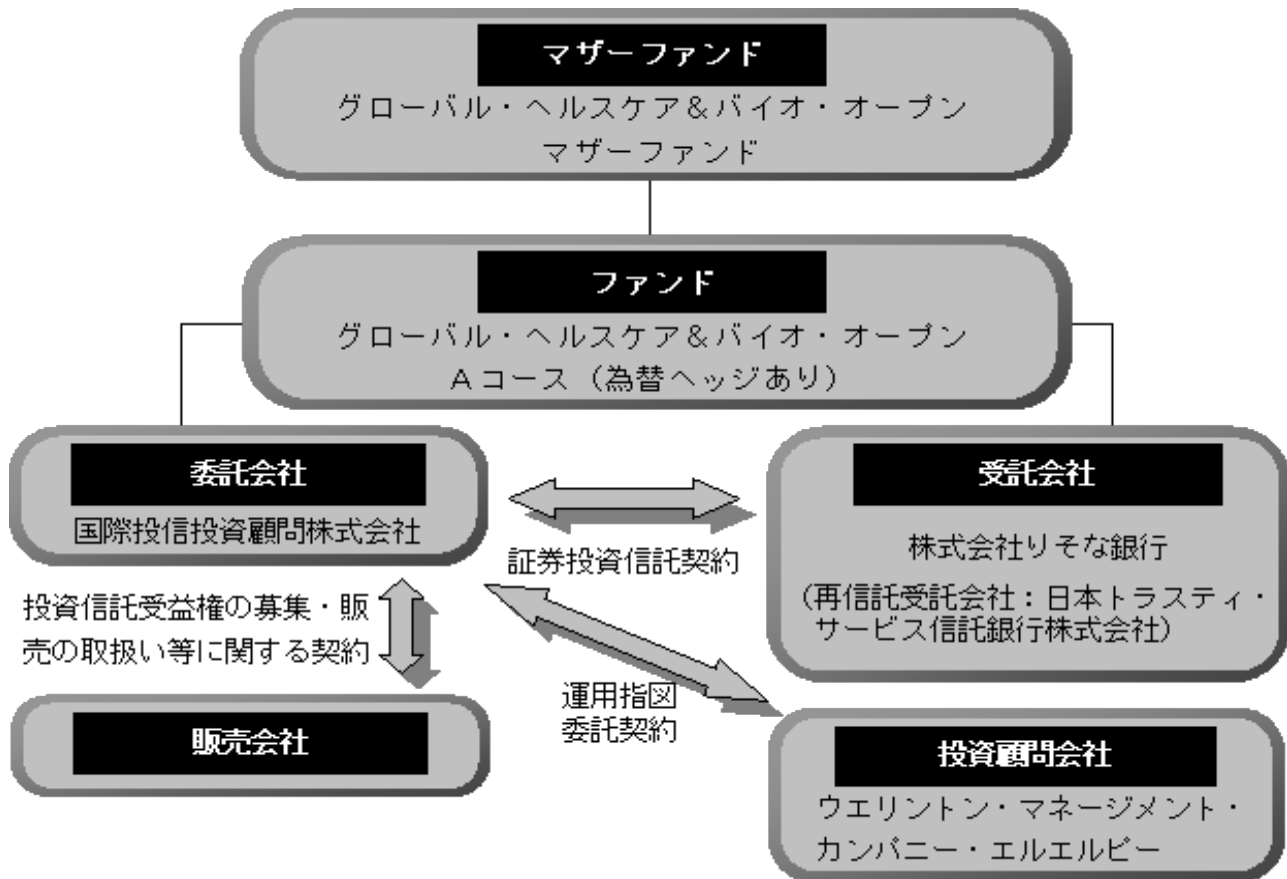 マザーファンド
グローバル・ヘルスケア＆バイオ・オープン
マザーファンド
ファンド
グローバル・ヘルスケア＆バイオ・オープン
Ａコース（為替ヘッジあり）
委託会社
国際投信投資顧問株式会社
証券投資信託契約
受託会社
株式会社りそな銀行
（再信託受託会社：日本トラスティ・
サービス信託銀行株式会社）
投資信託受益権の募集・販
売の取扱い等に関する契約
運用指図
委託契約
販売会社
投資顧問会社
ウエリントン・マネージメント・
カンパニー・エルエルピー